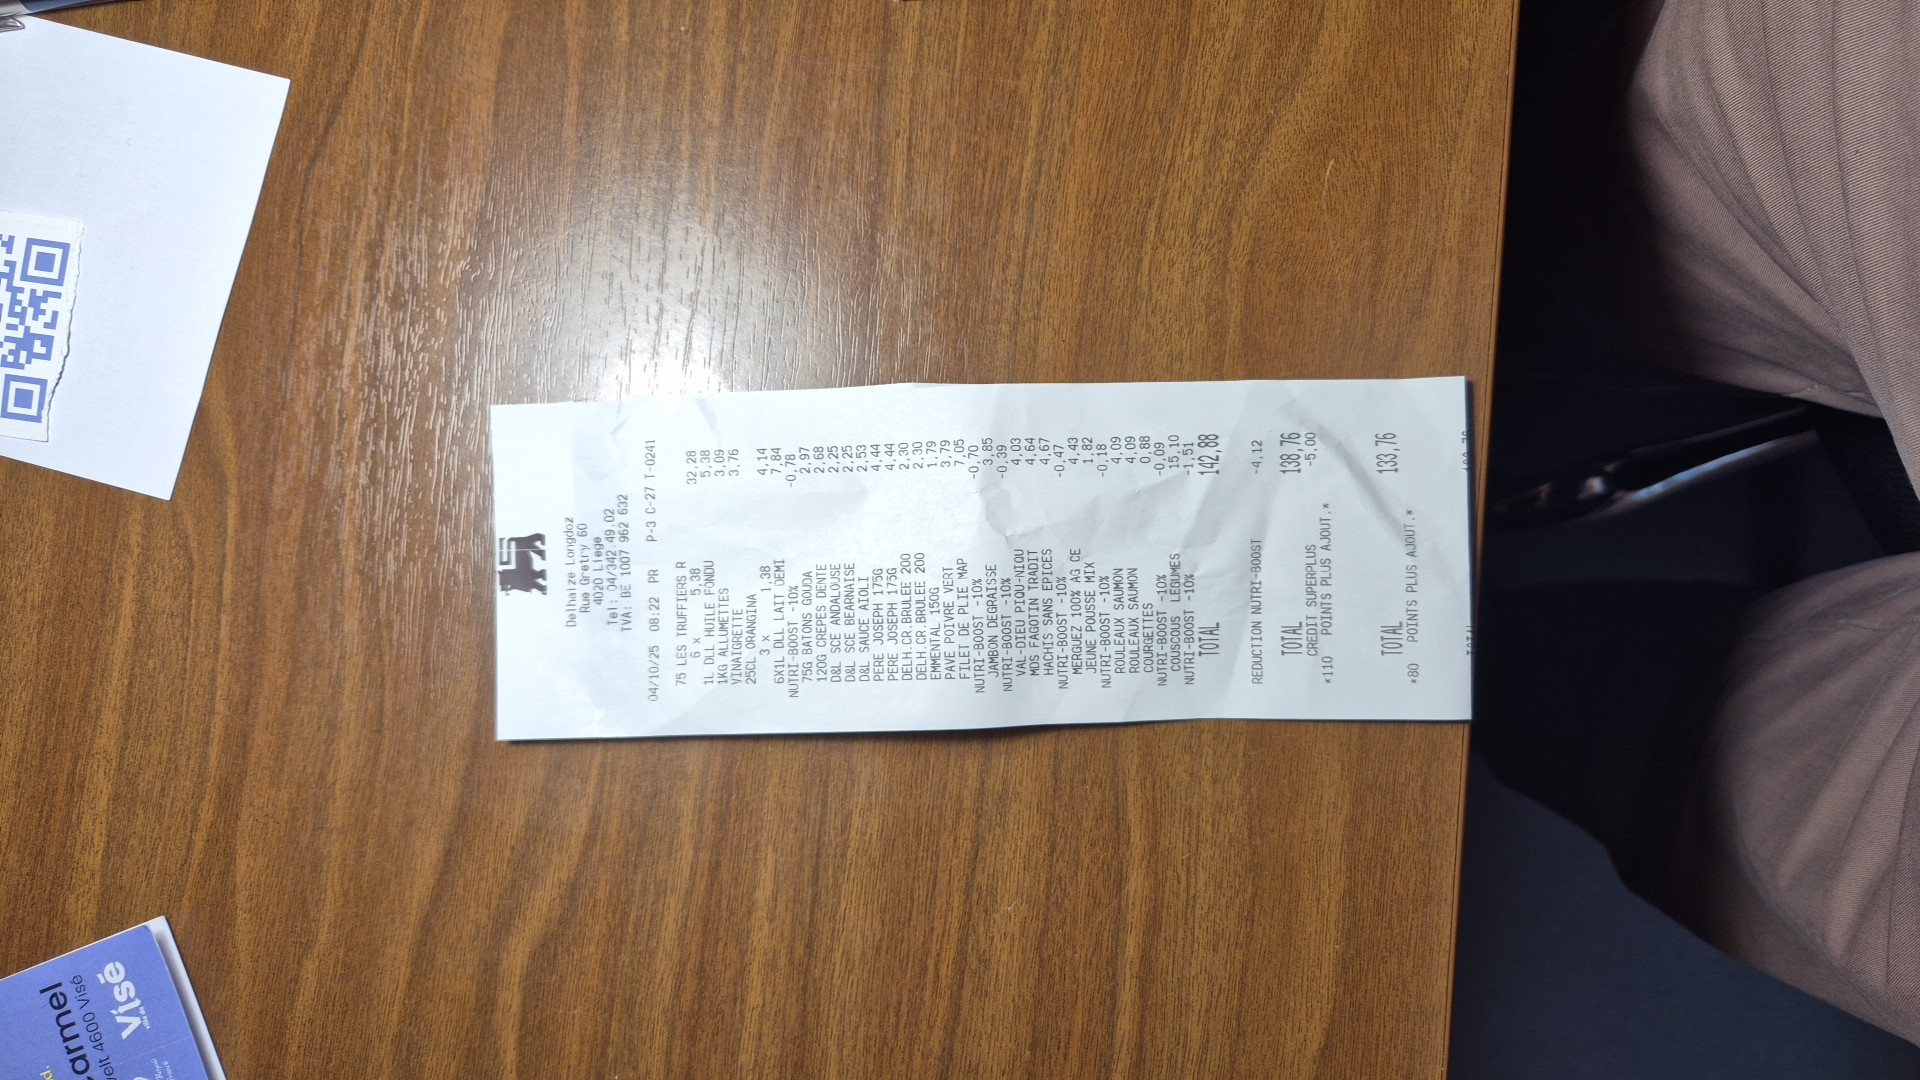 Delhaize Longdoz
Rue Gretry 60
4020 Liege
Tel: 04/342.49.02
TVA: BE 1007 962 632
04/10/25 08:22 PR P-3 C-27 T-0241
75 LES TRUFFIERS R
6 x 5,38 32,28
1L DLL HUILE FONDU 5,38
1KG ALLUMETTES 3,09
VINAIGRETTE 3,76
25CL ORANGINA
3 x 1,38 4,14
6X1L DLL LAIT DEMI 7,84
NUTRI-BOOST -10% -0,78
75G BATONS GOUDA 2,97
120G CREPES DENTE 2,68
D&L SCE ANDALOUSE 2,25
D&L SCE BEARNAISE 2,25
D&L SAUCE AIOLI 2,53
PERE JOSEPH 175G 4,44
PERE JOSEPH 175G 4,44
DELH.CR.BRULEE 200 2,30
DELH.CR.BRULEE 200 2,30
EMMENTAL 150G 1,79
PAVE POIVRE VERT 3,79
FILET DE PLIE MAP 7,05
NUTRI-BOOST -10% -0,70
JAMBON DEGRAISSE 3,85
NUTRI-BOOST -10% -0,39
VAL-DIEU PIQU-NIQU 4,03
MDS FAGOTIN TRADIT 4,64
HACHIS SANS EPICES 4,67
NUTRI-BOOST -10% -0,47
MERGUEZ 100% AG CE 4,43
JEUNE POUSSE MIX 1,82
NUTRI-BOOST -10% -0,18
ROULEAUX SAUMON 4,09
ROULEAUX SAUMON 4,09
COURGETTES 0,88
NUTRI-BOOST -10% -0,09
COUSCOUS LEGUMES 15,10
NUTRI-BOOST -10% -1,51
TOTAL 142,88
REDUCTION NUTRI-BOOST -4,12
TOTAL 138,76
CREDIT SUPERPLUS -5,00
*110 POINTS PLUS AJOUT.*
TOTAL 133,76
*80 POINTS PLUS AJOUT.*
TOTAL
armel
elt 4600 Visé
Visé